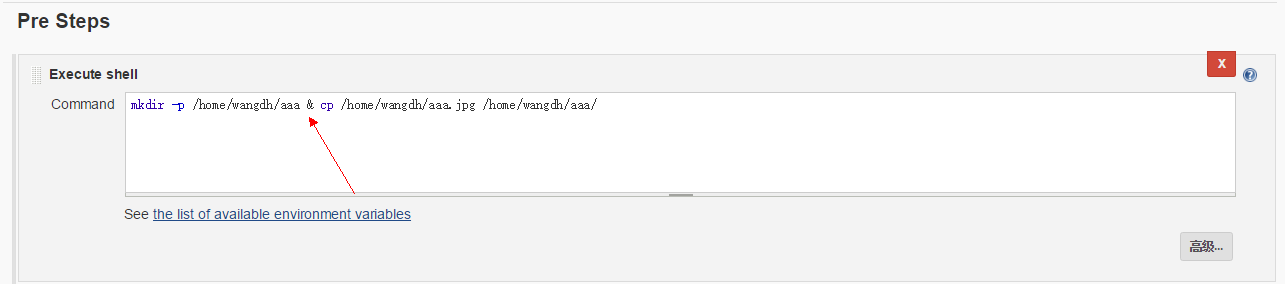 Pre Steps
X
Execute shell
Command
mkdir -p /home/wangdh/aaa & cp /home/wangdh/aaa.jpg /home/wangdh/aaa/
See the list of available environment variables
高级...